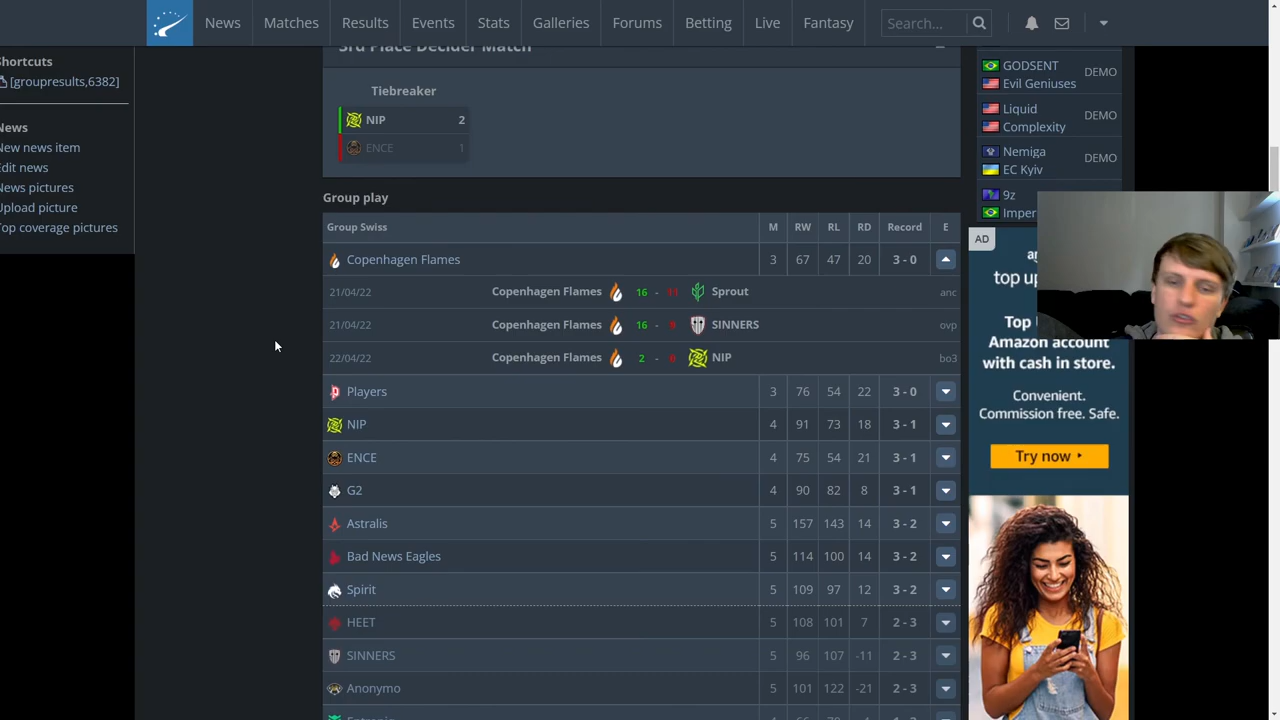 News Matches Results Events Stats Galleries Forums Betting Live Fantasy Search...
Shortcuts
[groupresults,6382]
News
New news item
Edit news
News pictures
Upload picture
Top coverage pictures
3rd Place Decider Match
Tiebreaker
NIP 2
ENCE 1
Group play
Group Swiss M RW RL RD Record E
Copenhagen Flames 3 67 47 20 3 - 0
21/04/22 Copenhagen Flames 16 - 11 Sprout anc
21/04/22 Copenhagen Flames 16 - 9 SINNERS ovp
22/04/22 Copenhagen Flames 2 - 0 NIP bo3
Players 3 76 54 22 3 - 0
NIP 4 91 73 18 3 - 1
ENCE 4 75 54 21 3 - 1
G2 4 90 82 8 3 - 1
Astralis 5 157 143 14 3 - 2
Bad News Eagles 5 114 100 14 3 - 2
Spirit 5 109 97 12 3 - 2
HEET 5 108 101 7 2 - 3
SINNERS 5 96 107 -11 2 - 3
Anonymo 5 101 122 -21 2 - 3
GODSENT
Evil Geniuses
DEMO
Liquid
Complexity
DEMO
Nemiga
EC Kyiv
DEMO
9z
Imper
AD
top up
Amazon account
with cash in store.
Convenient.
Commission free. Safe.
Try now